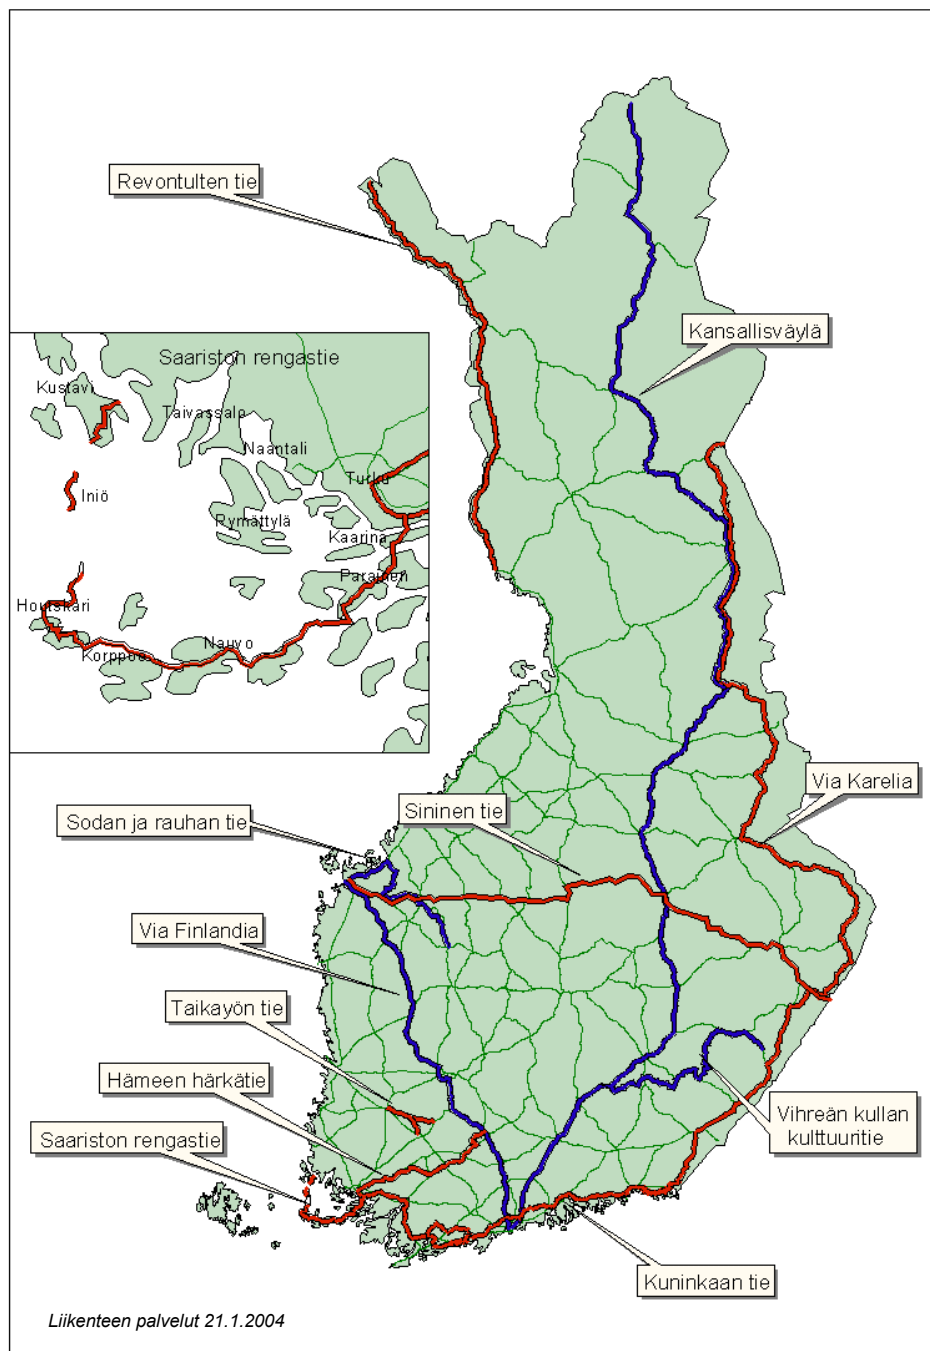 Revontulten tie
Kansallisväylä
Saariston rengastie
Kustavi
Taivassalo
Naantali
Turku
Iniö
Rymättylä
Kaarina
Parainen
Houtskari
Nauvo
Korppoo
Via Karelia
Sininen tie
Sodan ja rauhan tie
Via Finlandia
Taikayön tie
Hämeen härkätie
Vihreän kullan
kulttuuritie
Saariston rengastie
Kuninkaan tie
Liikenteen palvelut 21.1.2004